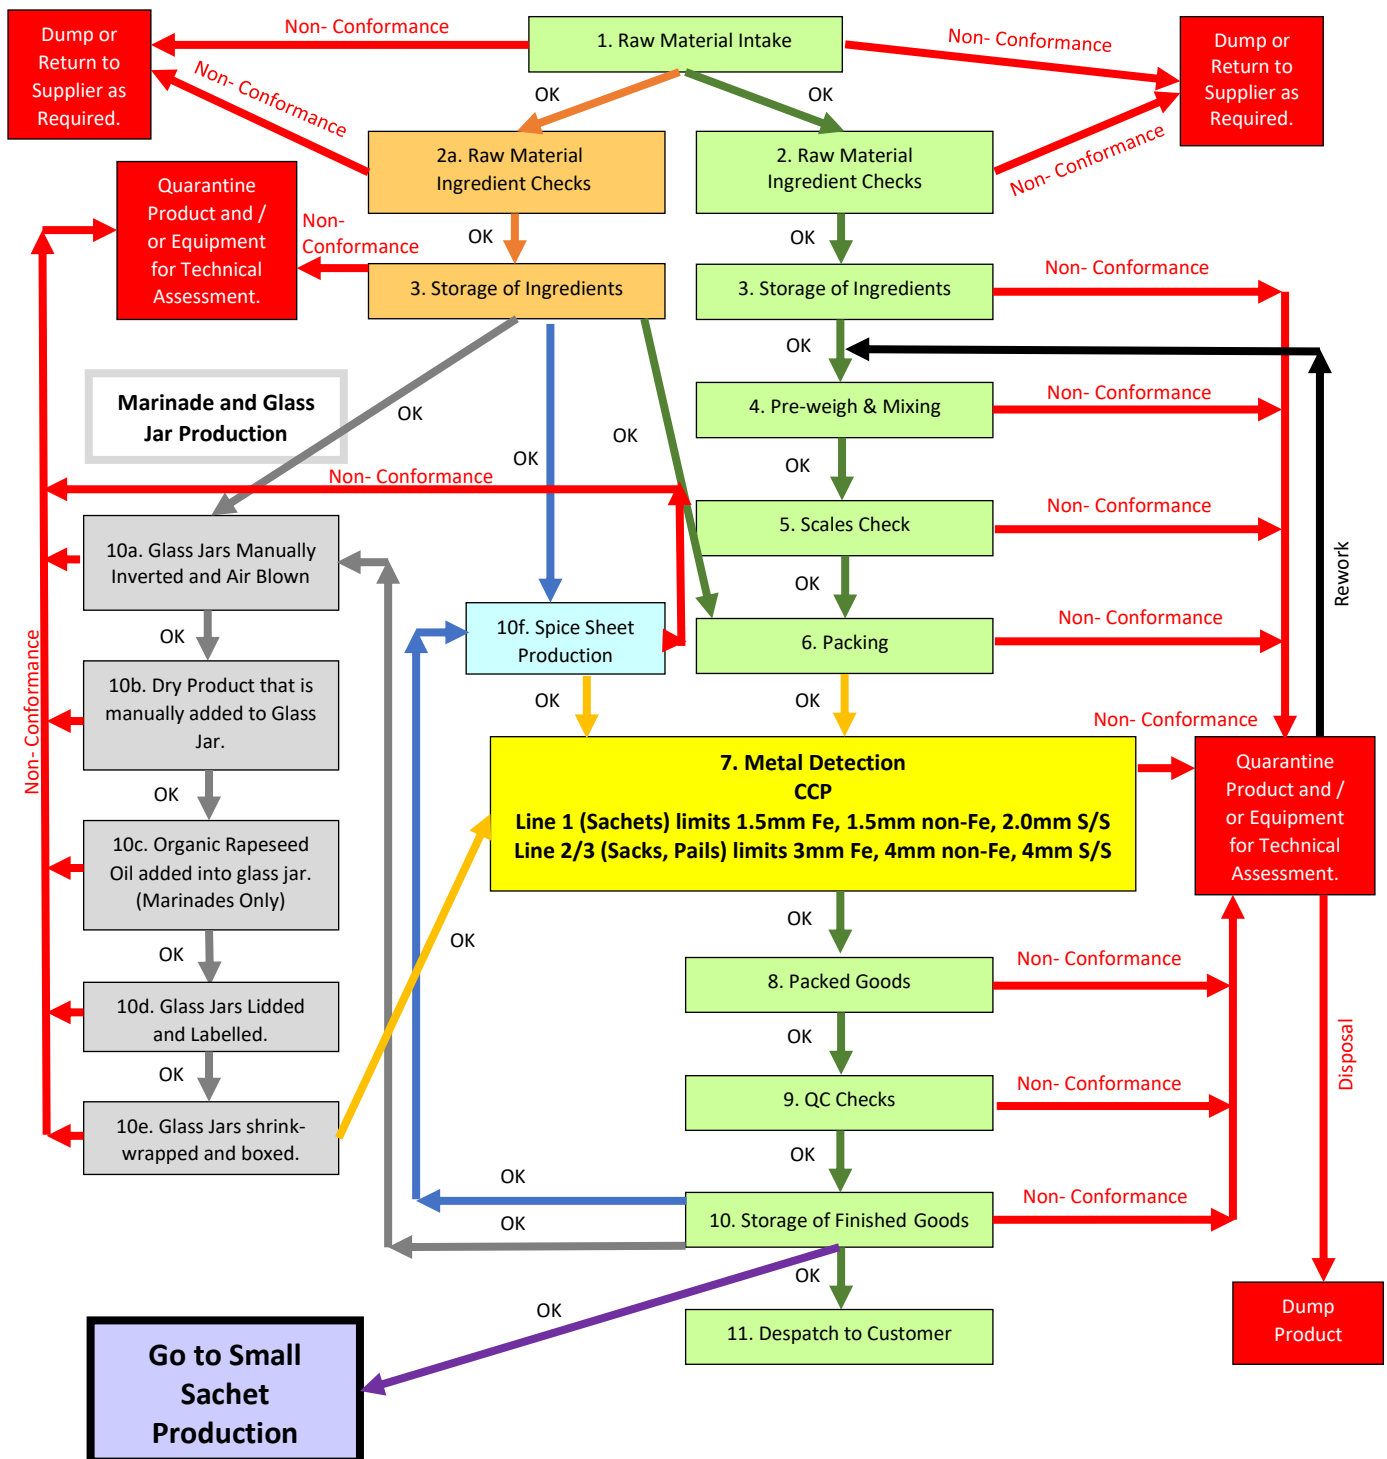 Dump or
Return to
Supplier as
Required.
Non- Conformance
1. Raw Material Intake
Non- Conformance
Dump or
Return to
Supplier as
Required.
Non- Conformance
OK
OK
2a. Raw Material
Ingredient Checks
2. Raw Material
Ingredient Checks
Non- Conformance
Quarantine
Product and /
or Equipment
for Technical
Assessment.
Non-
Conformance
OK
OK
3. Storage of Ingredients
3. Storage of Ingredients
Non- Conformance
OK
Marinade and Glass
Jar Production
OK
OK
OK
4. Pre-weigh & Mixing
Non- Conformance
OK
Non- Conformance
5. Scales Check
Non- Conformance
Rework
10a. Glass Jars Manually
Inverted and Air Blown
OK
OK
10f. Spice Sheet
Production
6. Packing
Non- Conformance
Non- Conformance
10b. Dry Product that is
manually added to Glass
Jar.
OK
OK
Non- Conformance
7. Metal Detection
CCP
Line 1 (Sachets) limits 1.5mm Fe, 1.5mm non-Fe, 2.0mm S/S
Line 2/3 (Sacks, Pails) limits 3mm Fe, 4mm non-Fe, 4mm S/S
Quarantine
Product and /
or Equipment
for Technical
Assessment.
OK
10c. Organic Rapeseed
Oil added into glass jar.
(Marinades Only)
OK
OK
OK
8. Packed Goods
Non- Conformance
10d. Glass Jars Lidded
and Labelled.
OK
Disposal
OK
9. QC Checks
Non- Conformance
10e. Glass Jars shrink-
wrapped and boxed.
OK
OK
OK
10. Storage of Finished Goods
Non- Conformance
OK
OK
11. Despatch to Customer
Dump
Product
Go to Small
Sachet
Production